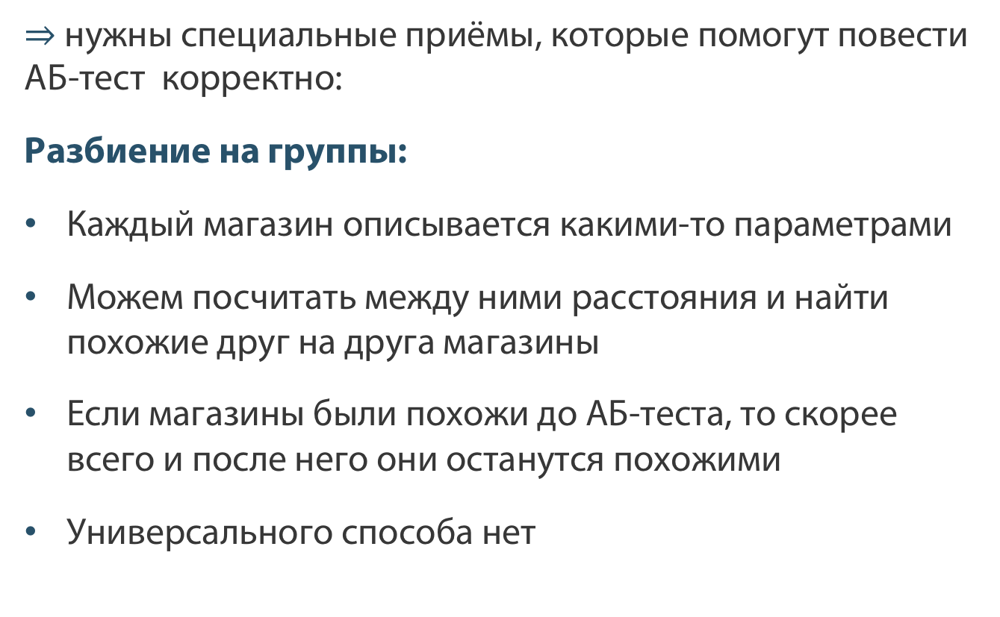 ⇒ нужны специальные приёмы, которые помогут повести
АБ-тест корректно:
Разбиение на группы:
• Каждый магазин описывается какими-то параметрами
• Можем посчитать между ними расстояния и найти
похожие друг на друга магазины
• Если магазины были похожи до АБ-теста, то скорее
всего и после него они останутся похожими
• Универсального способа нет